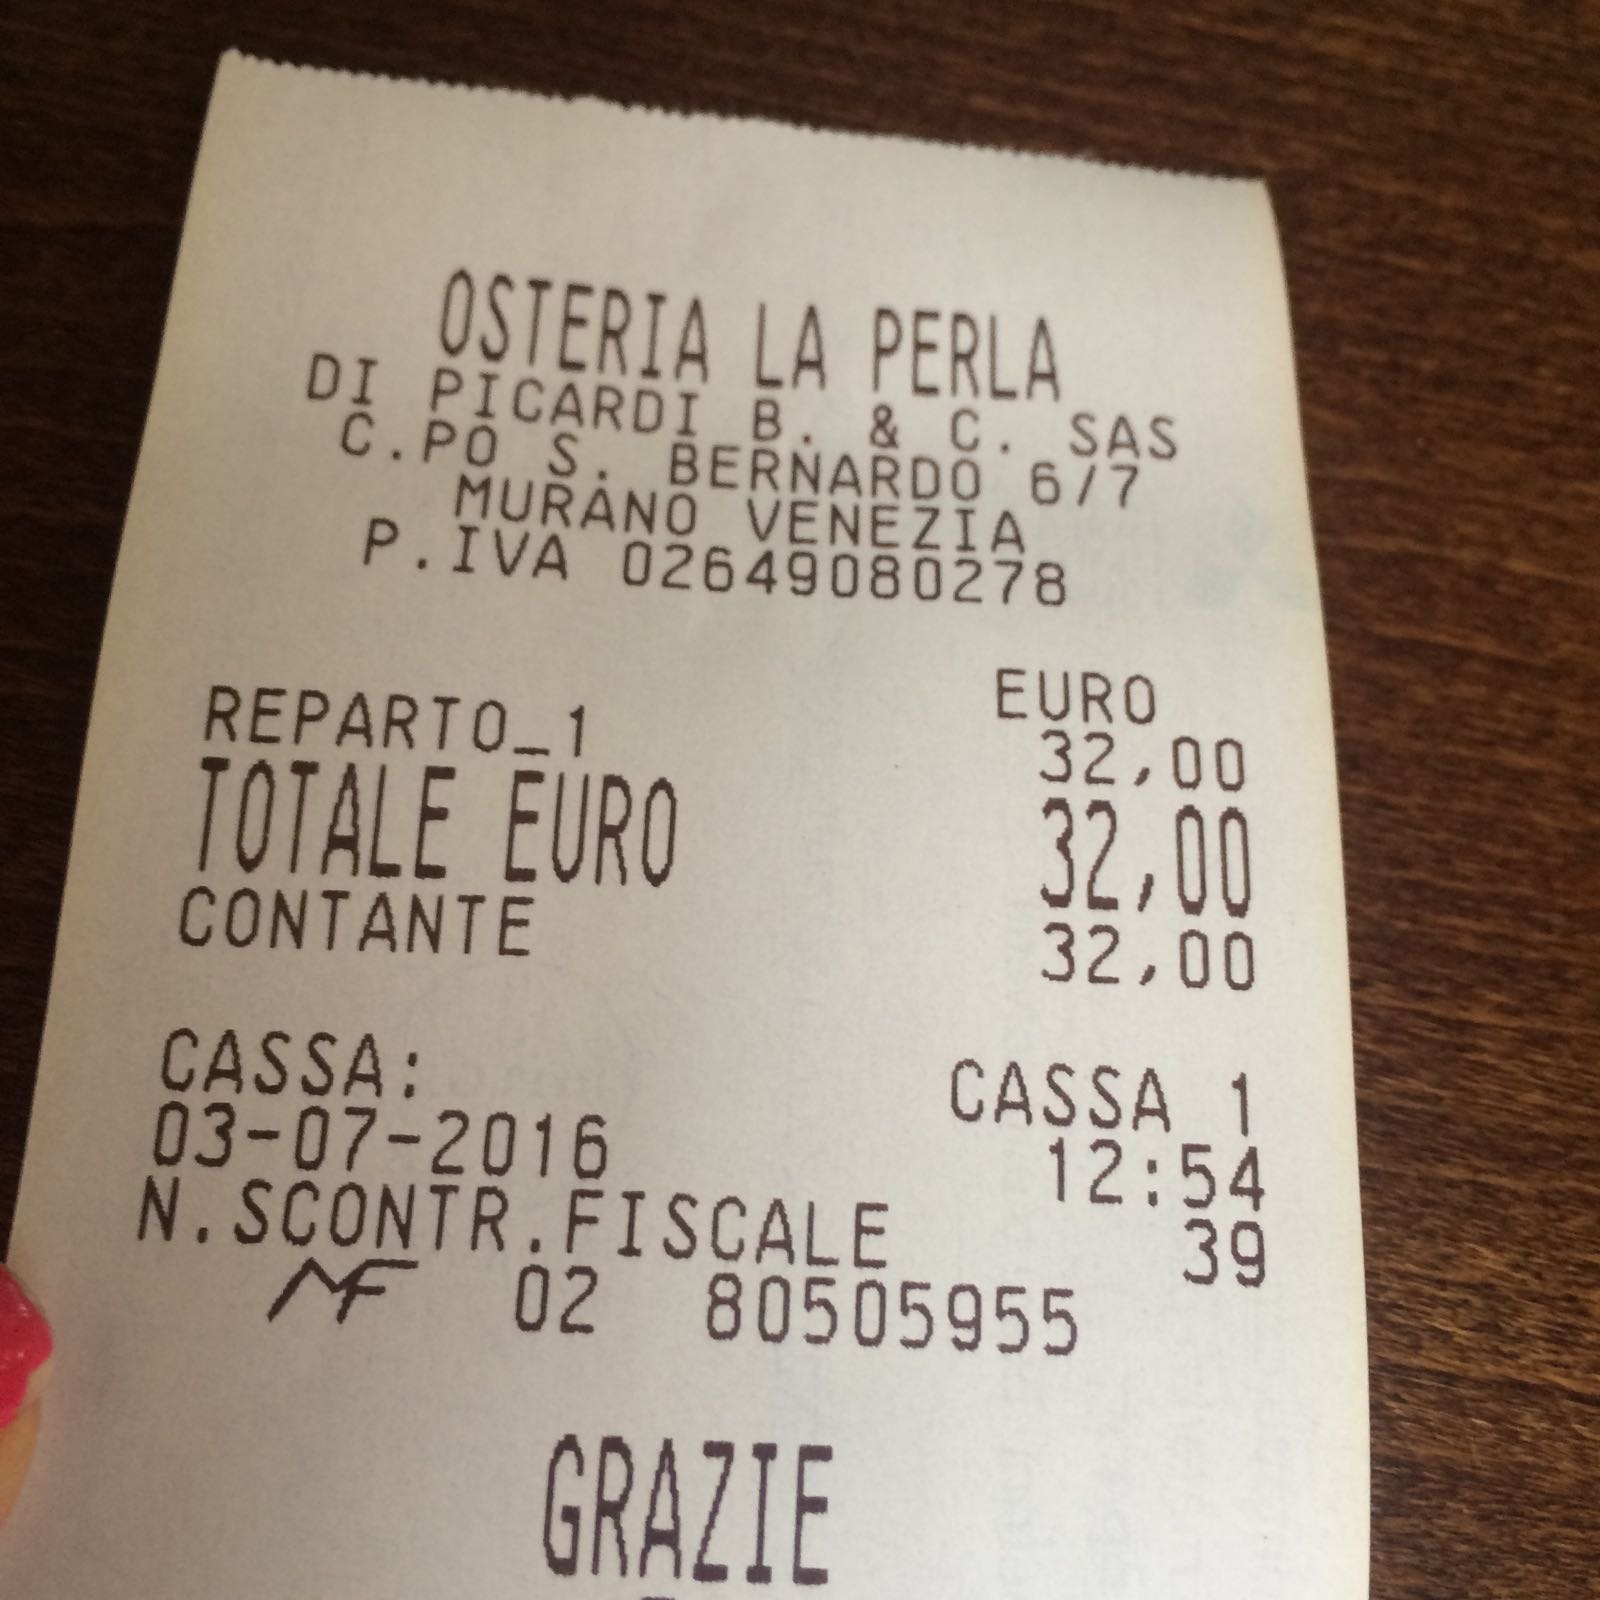 OSTERIA LA PERLA
DI PICARDI B. & C. SAS
C.PO S. BERNARDO 6/7
MURANO VENEZIA
P.IVA 02649080278
EURO
REPARTO_1 32,00
TOTALE EURO 32,00
CONTANTE 32,00
CASSA: CASSA 1
03-07-2016 12:54
N.SCONTR.FISCALE 39
MF 02 80505955
GRAZIE